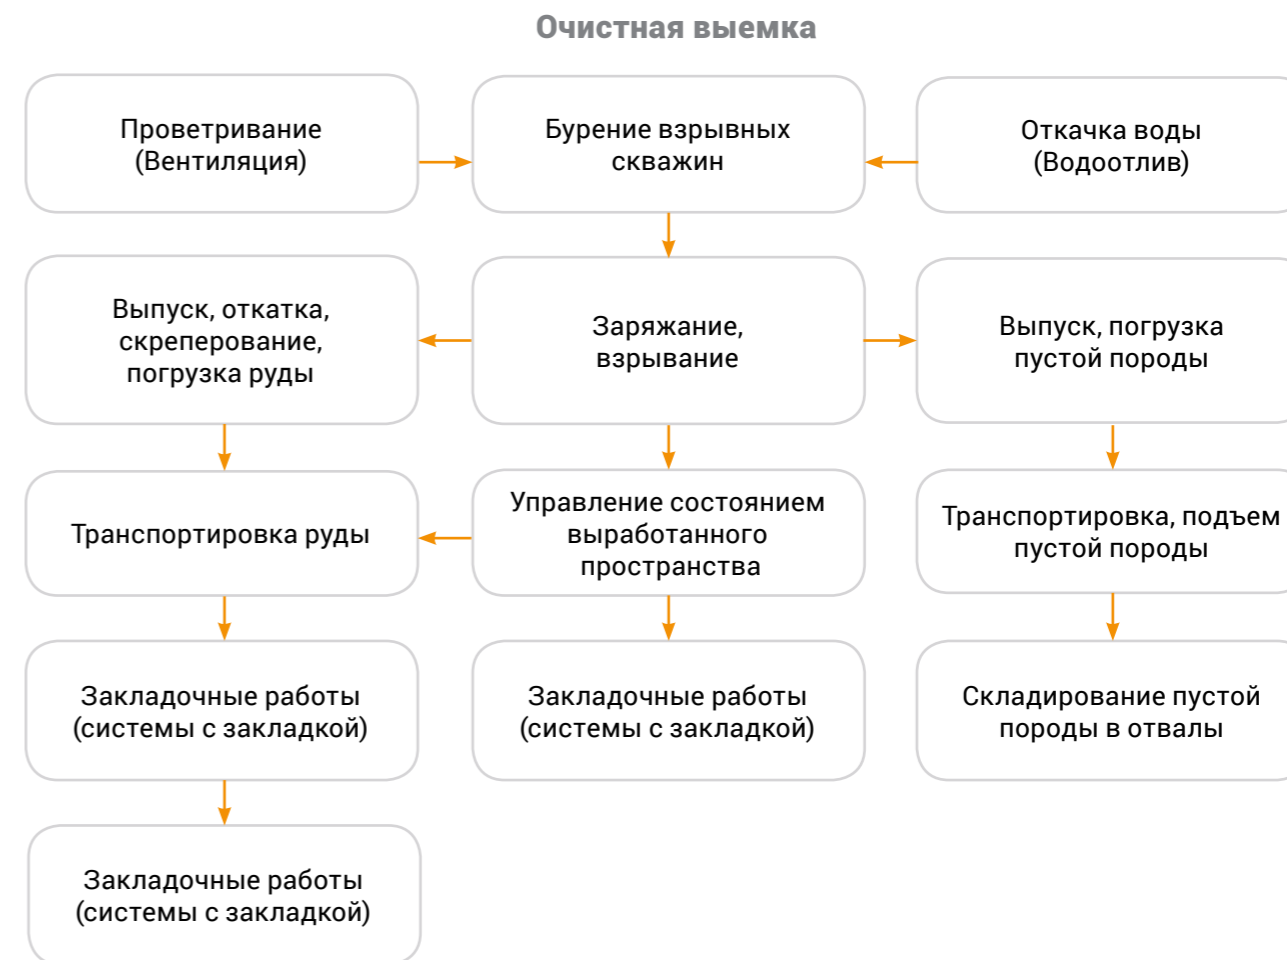 Очистная выемка
Проветривание
(Вентиляция)
Бурение взрывных
скважин
Откачка воды
(Водоотлив)
Выпуск, откатка,
скреперование,
погрузка руды
Заряжание,
взрывание
Выпуск, погрузка
пустой породы
Транспортировка руды
Управление состоянием
выработанного
пространства
Транспортировка, подъем
пустой породы
Закладочные работы
(системы с закладкой)
Закладочные работы
(системы с закладкой)
Складирование пустой
породы в отвалы
Закладочные работы
(системы с закладкой)